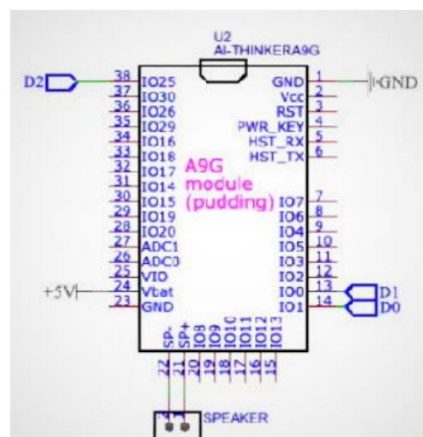 U2
AI-THINKERA9G
D2
38 IO25
37 IO30
36 IO26
35 IO29
34 IO16
33 IO18
32 IO17
31 IO14
30 IO15
29 IO19
28 IO20
27 ADC1
26 ADC0
25 VIO
+5V
24 Vbat
23 GND
A9G
module
(pudding)
GND 1
GND
Vcc 2
RST 3
PWR_KEY 4
HST_RX 5
HST_TX 6
IO7 7
IO6 8
IO4 9
IO5 10
IO3 11
IO2 12
IO0 13
D1
IO1 14
D0
SP- SP+ IO8 IO9 IO10 IO11 IO12 IO13
22 21 20 19 18 17 16 15
SPEAKER